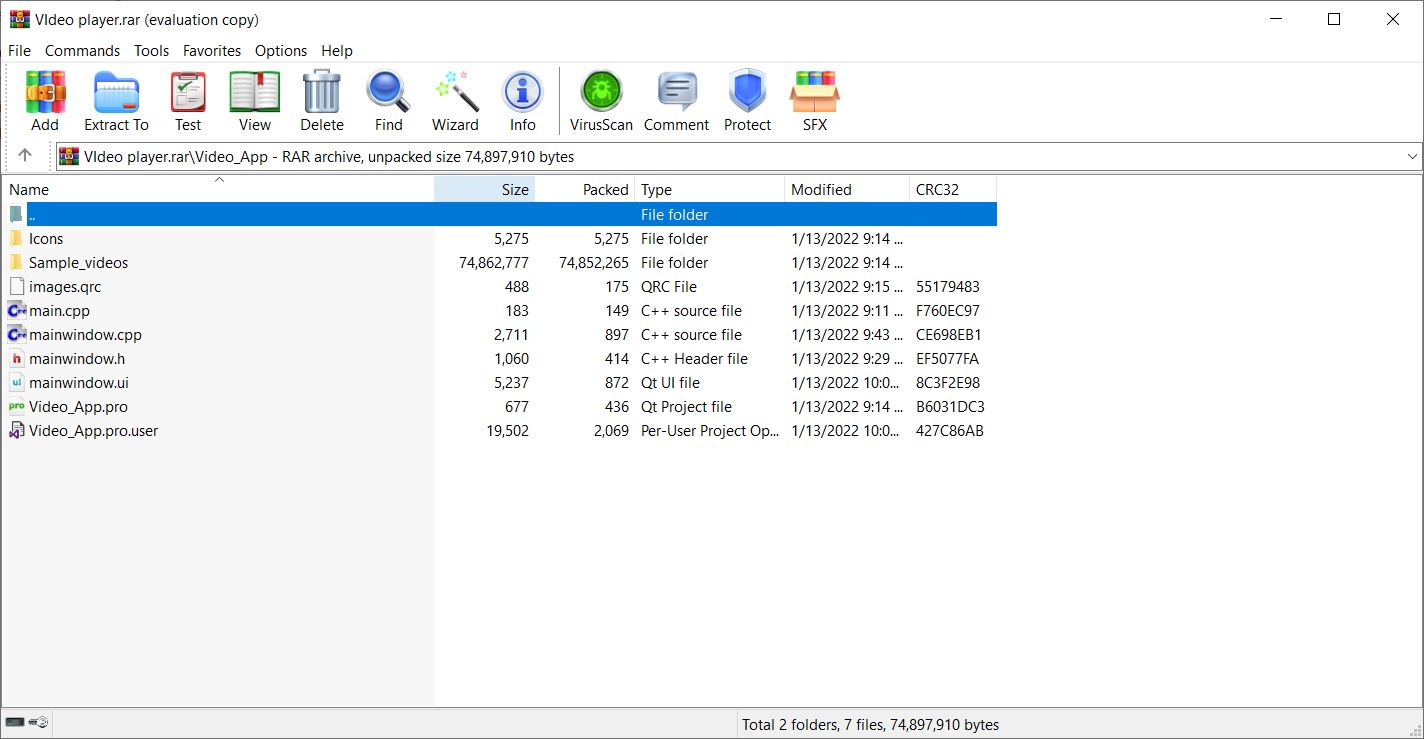 VIdeo player.rar (evaluation copy)
File Commands Tools Favorites Options Help
Add Extract To Test View Delete Find Wizard Info VirusScan Comment Protect SFX
VIdeo player.rar\Video_App - RAR archive, unpacked size 74,897,910 bytes
Name Size Packed Type Modified CRC32
.. File folder
Icons 5,275 5,275 File folder 1/13/2022 9:14 ...
Sample_videos 74,862,777 74,852,265 File folder 1/13/2022 9:14 ...
images.qrc 488 175 QRC File 1/13/2022 9:15 ... 55179483
main.cpp 183 149 C++ source file 1/13/2022 9:11 ... F760EC97
mainwindow.cpp 2,711 897 C++ source file 1/13/2022 9:43 ... CE698EB1
mainwindow.h 1,060 414 C++ Header file 1/13/2022 9:29 ... EF5077FA
mainwindow.ui 5,237 872 Qt UI file 1/13/2022 10:0... 8C3F2E98
Video_App.pro 677 436 Qt Project file 1/13/2022 9:14 ... B6031DC3
Video_App.pro.user 19,502 2,069 Per-User Project Op... 1/13/2022 10:0... 427C86AB
Total 2 folders, 7 files, 74,897,910 bytes